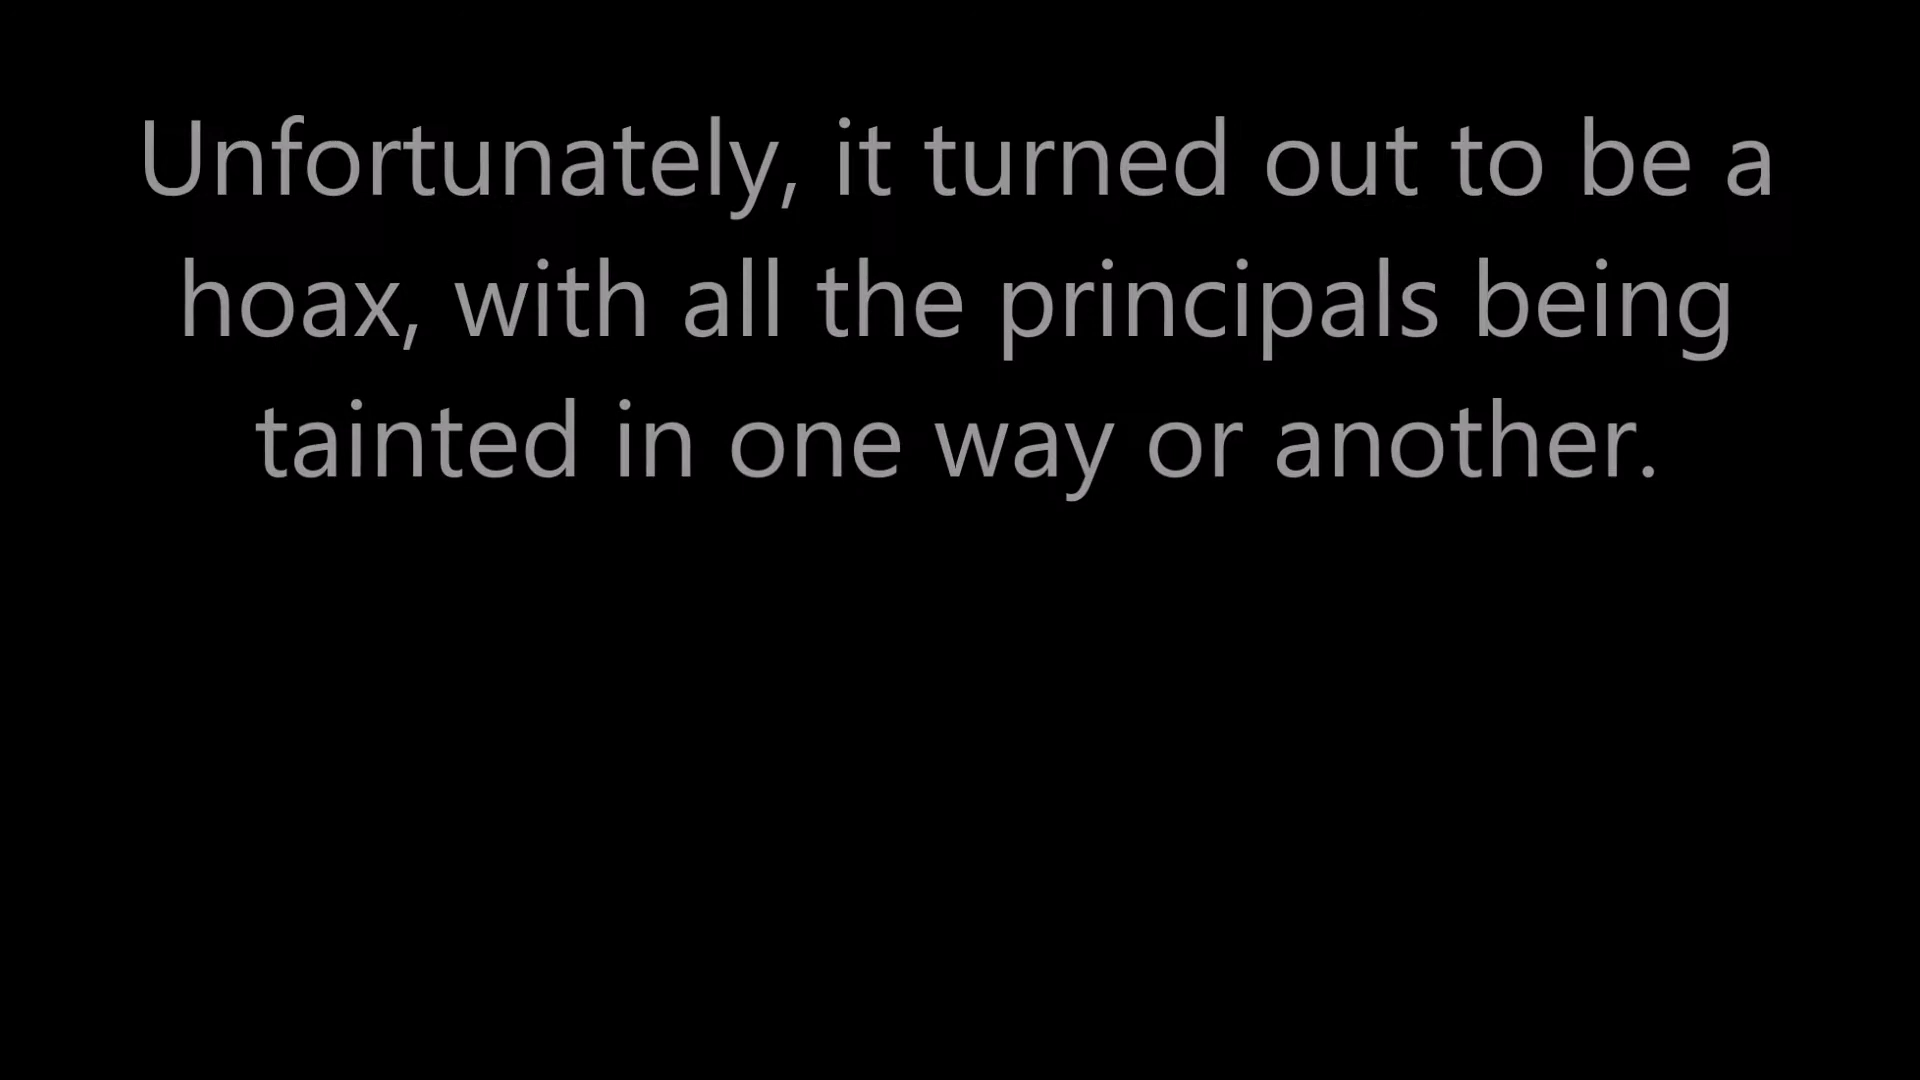 Unfortunately, it turned out to be a
hoax, with all the principals being
tainted in one way or another.